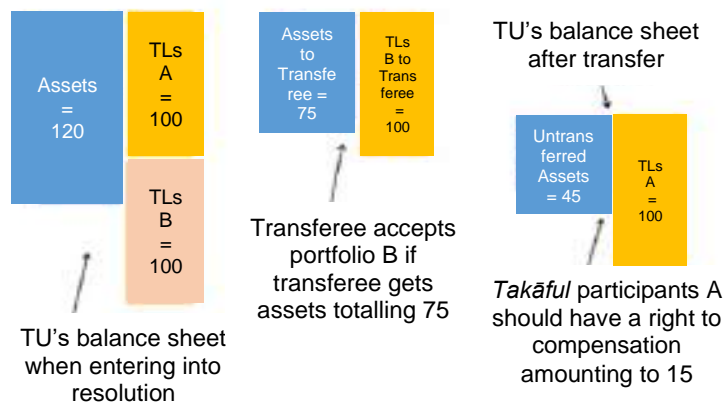 Assets
=
120
TLs
A
=
100
TLs
B
=
100
TU's balance sheet
when entering into
resolution
Assets
to
Transfe
ree =
75
TLs
B to
Trans
feree
=
100
Transferee accepts
portfolio B if
transferee gets
assets totalling 75
TU's balance sheet
after transfer
Untrans
ferred
Assets
= 45
TLs
A
=
100
Takāful participants A
should have a right to
compensation
amounting to 15